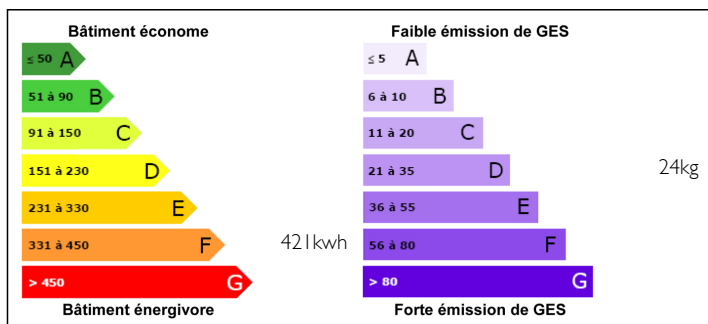 Bâtiment économe
≤ 50 A
51 à 90 B
91 à 150 C
151 à 230 D
231 à 330 E
331 à 450 F
> 450 G
Bâtiment énergivore
421kwh
Faible émission de GES
≤ 5 A
6 à 10 B
11 à 20 C
21 à 35 D
36 à 55 E
56 à 80 F
> 80 G
Forte émission de GES
24kg